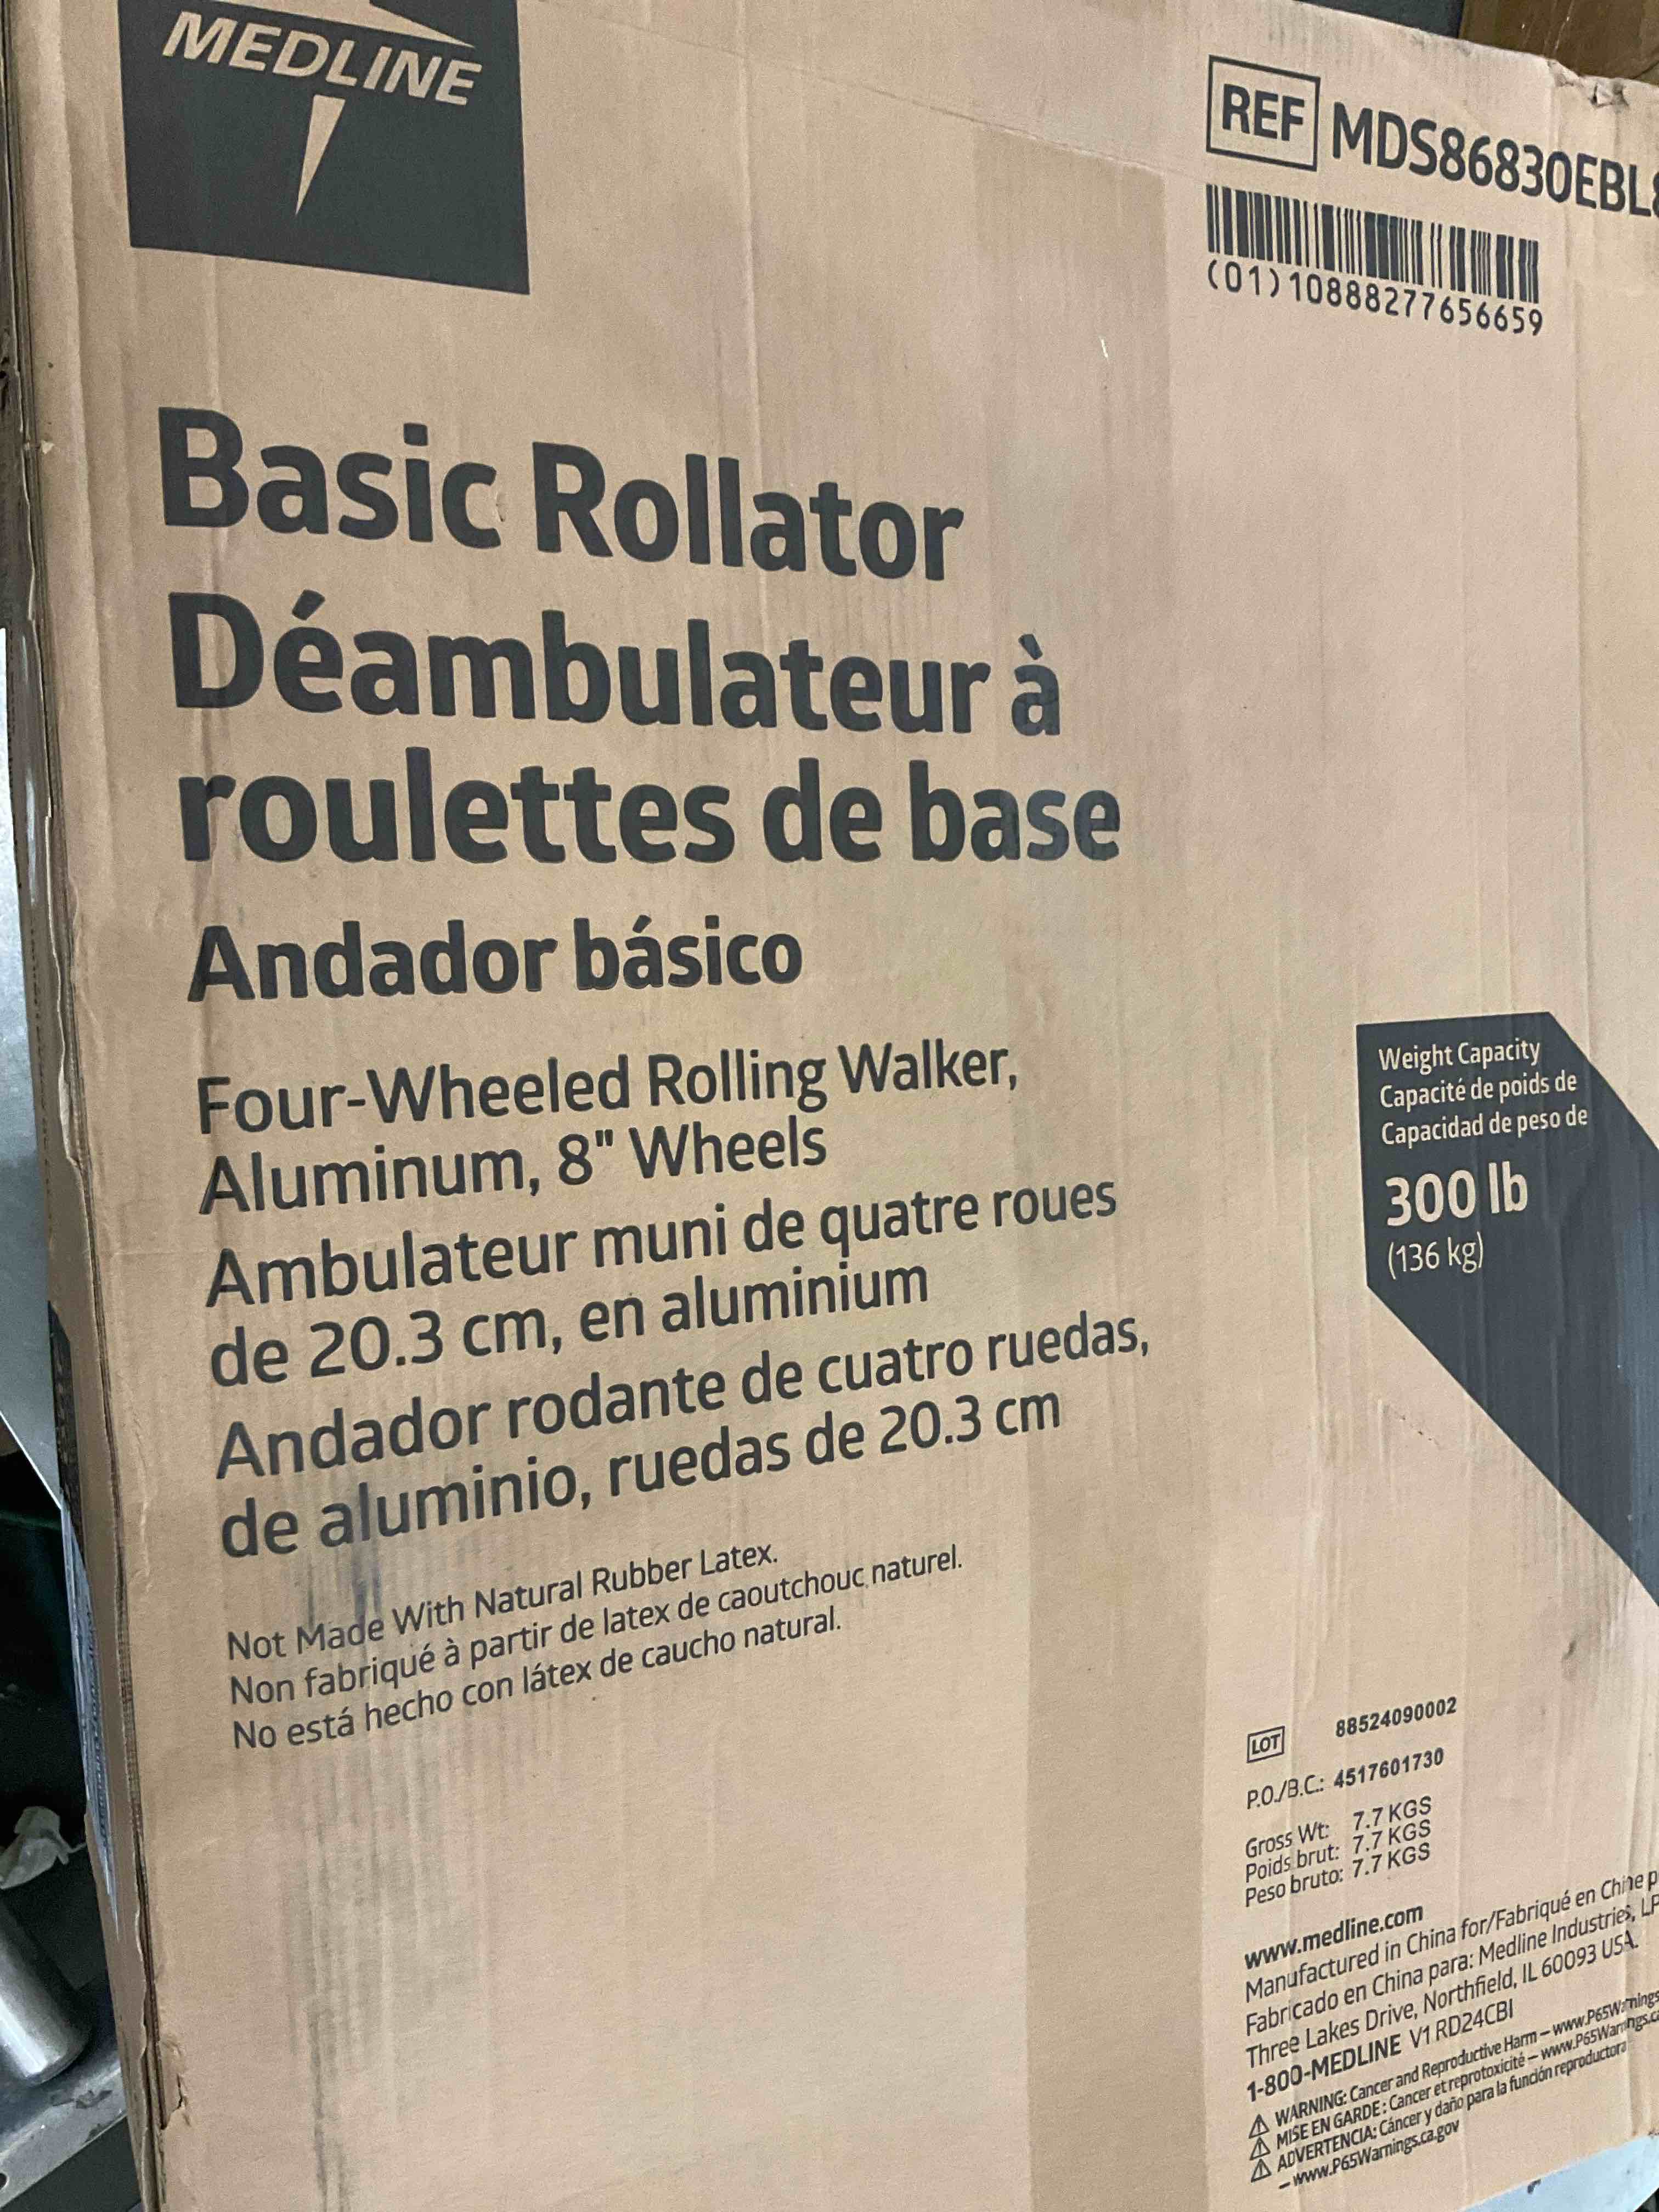 MEDLINE
REF MDS86830EBL8
(01)10888277656659
Basic Rollator
Déambulateur à
roulettes de base
Andador básico
Four-Wheeled Rolling Walker,
Aluminum, 8" Wheels
Ambulateur muni de quatre roues
de 20.3 cm, en aluminium
Andador rodante de cuatro ruedas,
de aluminio, ruedas de 20.3 cm
Not Made With Natural Rubber Latex.
Non fabriqué à partir de latex de caoutchouc naturel.
No está hecho con látex de caucho natural.
Weight Capacity
Capacité de poids de
Capacidad de peso de
300 lb
(136 kg)
LOT 88524090002
P.O./B.C.: 4517601730
Gross Wt: 7.7 KGS
Poids brut: 7.7 KGS
Peso bruto: 7.7 KGS
www.medline.com
Manufactured in China for/Fabriqué en Chine p
Fabricado en China para: Medline Industries, LP
Three Lakes Drive, Northfield, IL 60093 USA.
1-800-MEDLINE V1 RD24CBI
WARNING: Cancer and Reproductive Harm – www.P65Warnings
MISE EN GARDE : Cancer et reprotoxicité – www.P65Warnings.ca
ADVERTENCIA: Cáncer y daño para la función reproductora
– www.P65Warnings.ca.gov